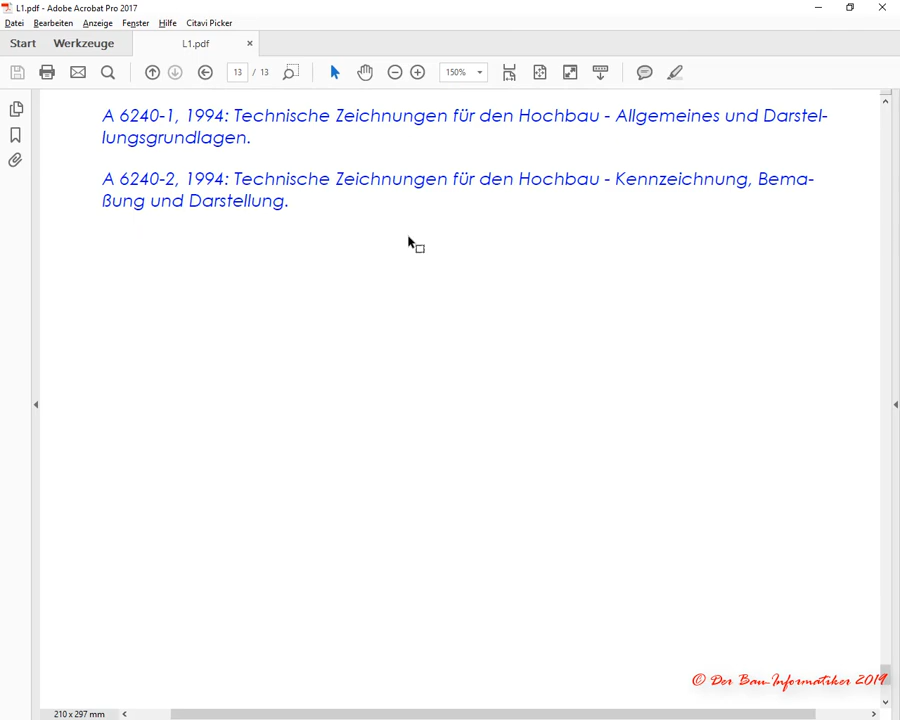 L1.pdf - Adobe Acrobat Pro 2017
Datei Bearbeiten Anzeige Fenster Hilfe Citavi Picker
Start Werkzeuge L1.pdf ×
13 / 13 150%
A 6240-1, 1994: Technische Zeichnungen für den Hochbau - Allgemeines und Darstel-
lungsgrundlagen.
A 6240-2, 1994: Technische Zeichnungen für den Hochbau - Kennzeichnung, Bema-
ßung und Darstellung.
© Der Bau-Informatiker 2019
210 x 297 mm